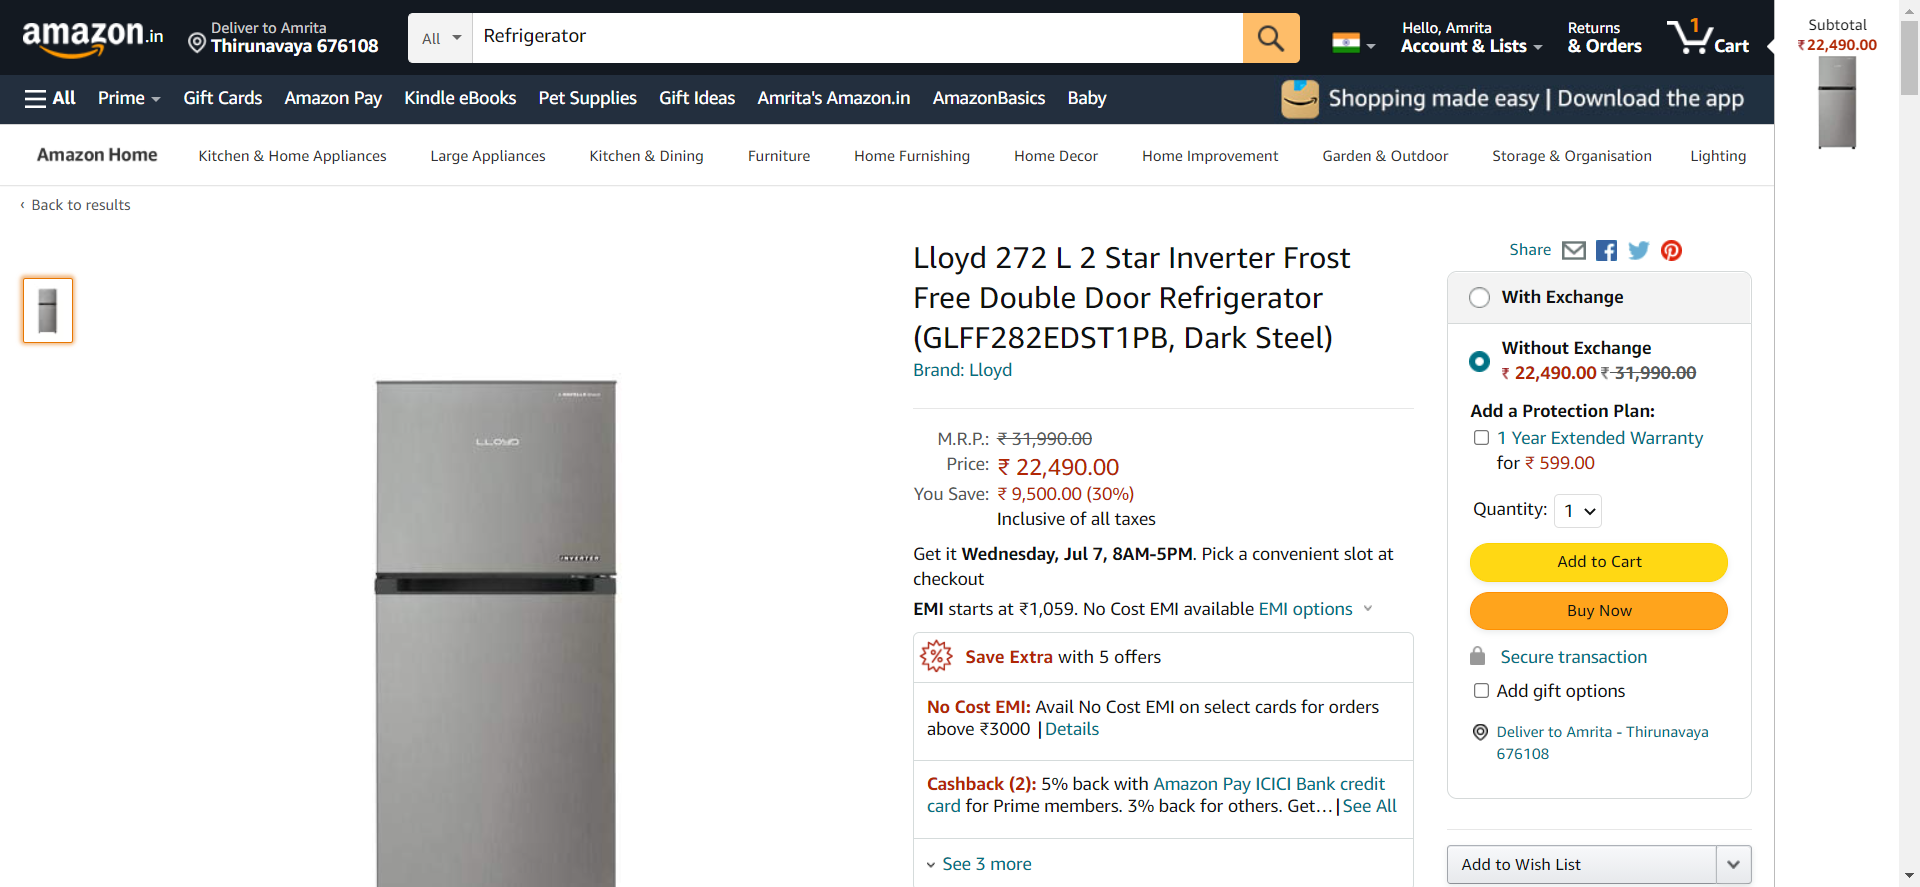 amazon.in
Deliver to Amrita
Thirunavaya 676108
All
Refrigerator
Hello, Amrita
Account & Lists
Returns
& Orders
1
Cart
Subtotal
₹22,490.00
All
Prime
Gift Cards
Amazon Pay
Kindle eBooks
Pet Supplies
Gift Ideas
Amrita's Amazon.in
AmazonBasics
Baby
Shopping made easy | Download the app
Amazon Home
Kitchen & Home Appliances
Large Appliances
Kitchen & Dining
Furniture
Home Furnishing
Home Decor
Home Improvement
Garden & Outdoor
Storage & Organisation
Lighting
‹ Back to results
LLOYD
INVERTER
Lloyd 272 L 2 Star Inverter Frost
Free Double Door Refrigerator
(GLFF282EDST1PB, Dark Steel)
Brand: Lloyd
M.R.P.: ₹ 31,990.00
Price: ₹ 22,490.00
You Save: ₹ 9,500.00 (30%)
Inclusive of all taxes
Get it Wednesday, Jul 7, 8AM-5PM. Pick a convenient slot at
checkout
EMI starts at ₹1,059. No Cost EMI available EMI options
Save Extra with 5 offers
No Cost EMI: Avail No Cost EMI on select cards for orders
above ₹3000 | Details
Cashback (2): 5% back with Amazon Pay ICICI Bank credit
card for Prime members. 3% back for others. Get… | See All
See 3 more
Share
With Exchange
Without Exchange
₹ 22,490.00 ₹ 31,990.00
Add a Protection Plan:
1 Year Extended Warranty
for ₹ 599.00
Quantity: 1
Add to Cart
Buy Now
Secure transaction
Add gift options
Deliver to Amrita - Thirunavaya
676108
Add to Wish List